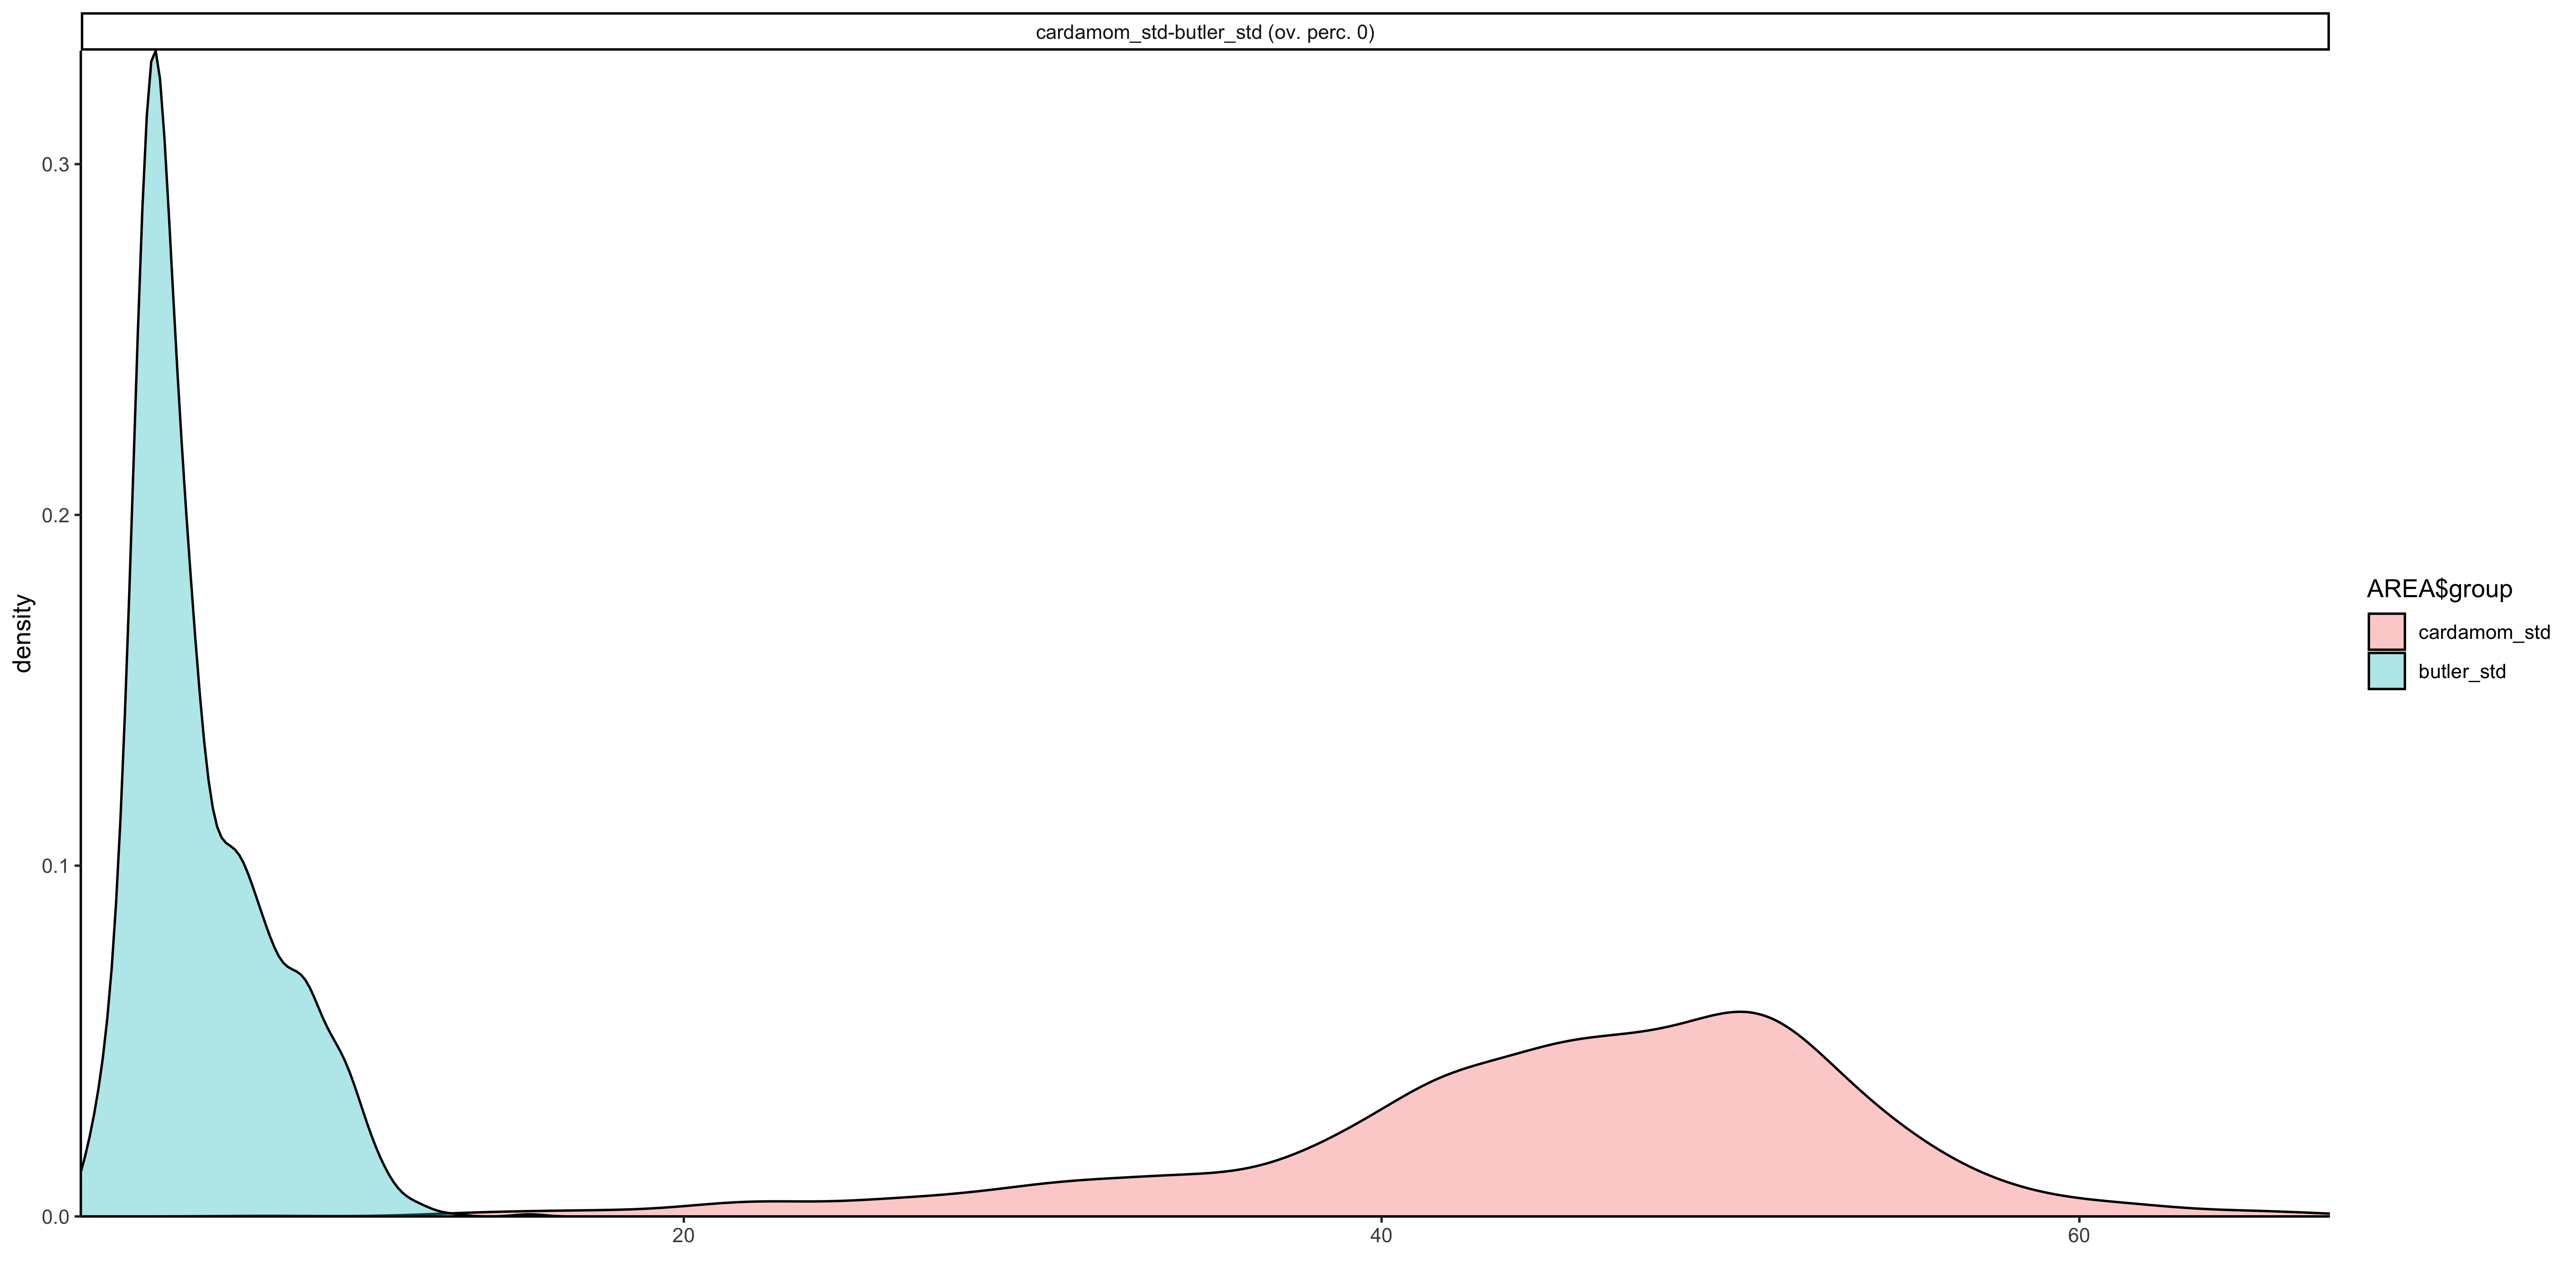 cardamom_std-butler_std (ov. perc. 0)
0.3
0.2
0.1
0.0
density
20
40
60
AREA$group
cardamom_std
butler_std